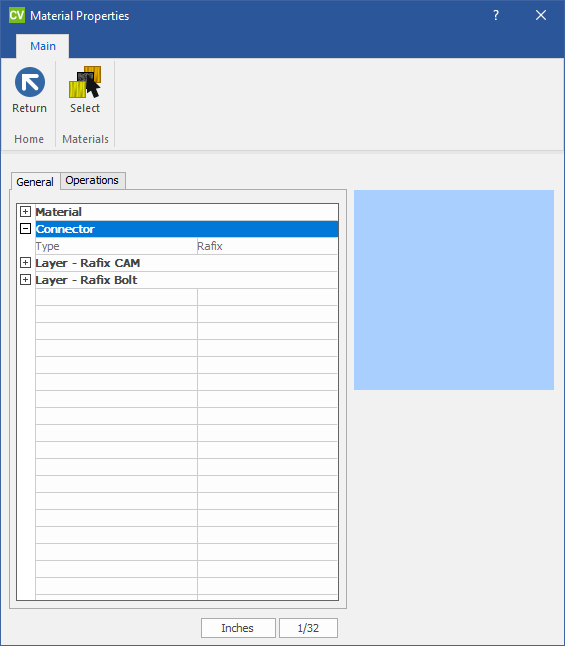 CV Material Properties ?
Main
Return Select
Home Materials
General Operations
Material
Connector
Type Rafix
Layer - Rafix CAM
Layer - Rafix Bolt
Inches 1/32